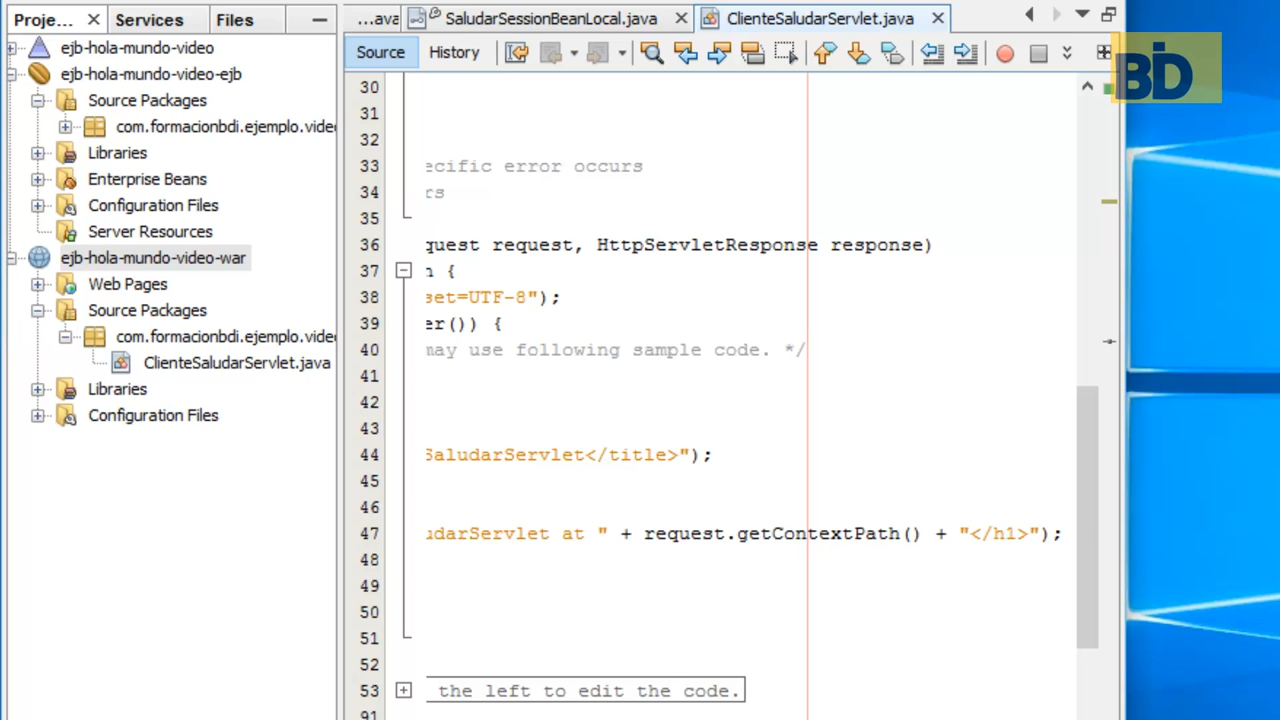 Proje...
Services
Files
...ava
SaludarSessionBeanLocal.java
ClienteSaludarServlet.java
Source
History
BDI
ejb-hola-mundo-video
ejb-hola-mundo-video-ejb
Source Packages
com.formacionbdi.ejemplo.vide
Libraries
Enterprise Beans
Configuration Files
Server Resources
ejb-hola-mundo-video-war
Web Pages
Source Packages
com.formacionbdi.ejemplo.vide
ClienteSaludarServlet.java
Libraries
Configuration Files
30
31
32
33 ecific error occurs
34 rs
35
36 quest request, HttpServletResponse response)
37 n {
38 set=UTF-8");
39 er()) {
40 may use following sample code. */
41
42
43
44 SaludarServlet</title>");
45
46
47 udarServlet at " + request.getContextPath() + "</h1>");
48
49
50
51
52
53 the left to edit the code.
91